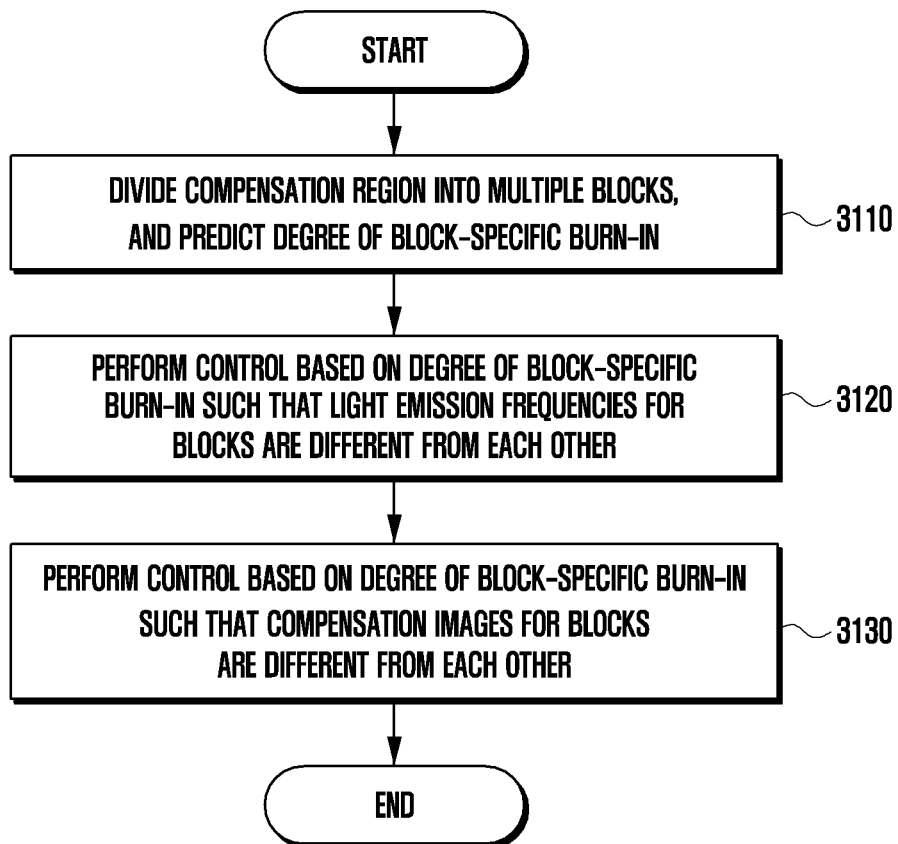 START
DIVIDE COMPENSATION REGION INTO MULTIPLE BLOCKS,
AND PREDICT DEGREE OF BLOCK-SPECIFIC BURN-IN
3110
PERFORM CONTROL BASED ON DEGREE OF BLOCK-SPECIFIC
BURN-IN SUCH THAT LIGHT EMISSION FREQUENCIES FOR
BLOCKS ARE DIFFERENT FROM EACH OTHER
3120
PERFORM CONTROL BASED ON DEGREE OF BLOCK-SPECIFIC BURN-IN
SUCH THAT COMPENSATION IMAGES FOR BLOCKS
ARE DIFFERENT FROM EACH OTHER
3130
END